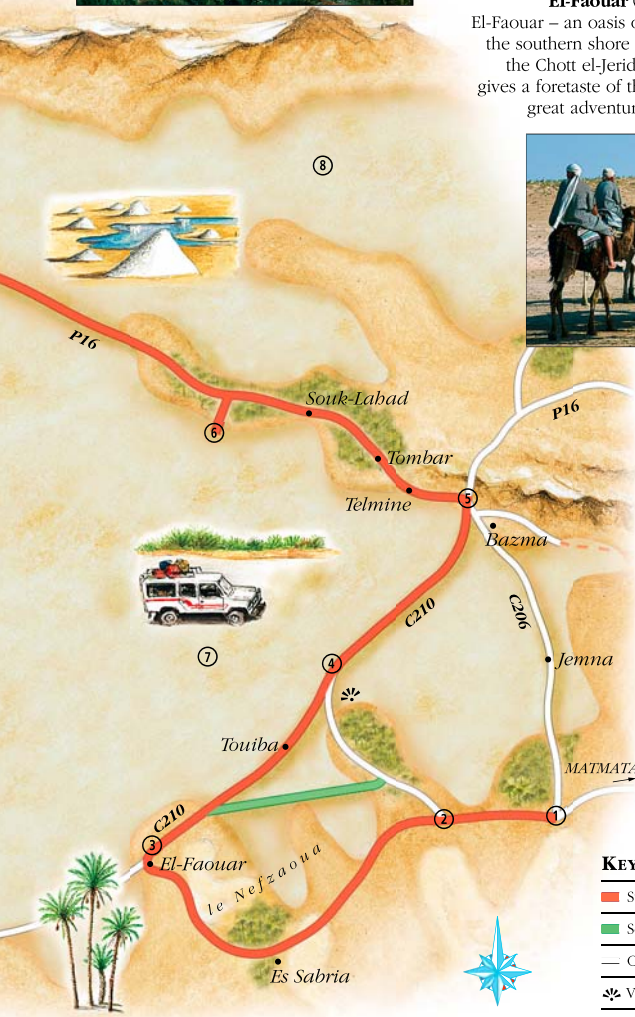 El-Faouar
El-Faouar – an oasis
the southern shore
the Chott el-Jerid
gives a foretaste of
great
8
P16
Souk-Lahad
6
P16
Tombar
Telmine
5
Bazma
C210
C206
7
4
Jemna
Touiba
MATMATA
C210
2
1
3
El-Faouar
le Nefzaoua
Es Sabria
KEY
S
S
V